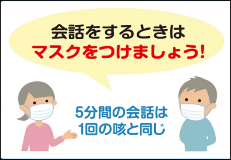 会話をするときは
マスクをつけましょう!
5分間の会話は
1回の咳と同じ